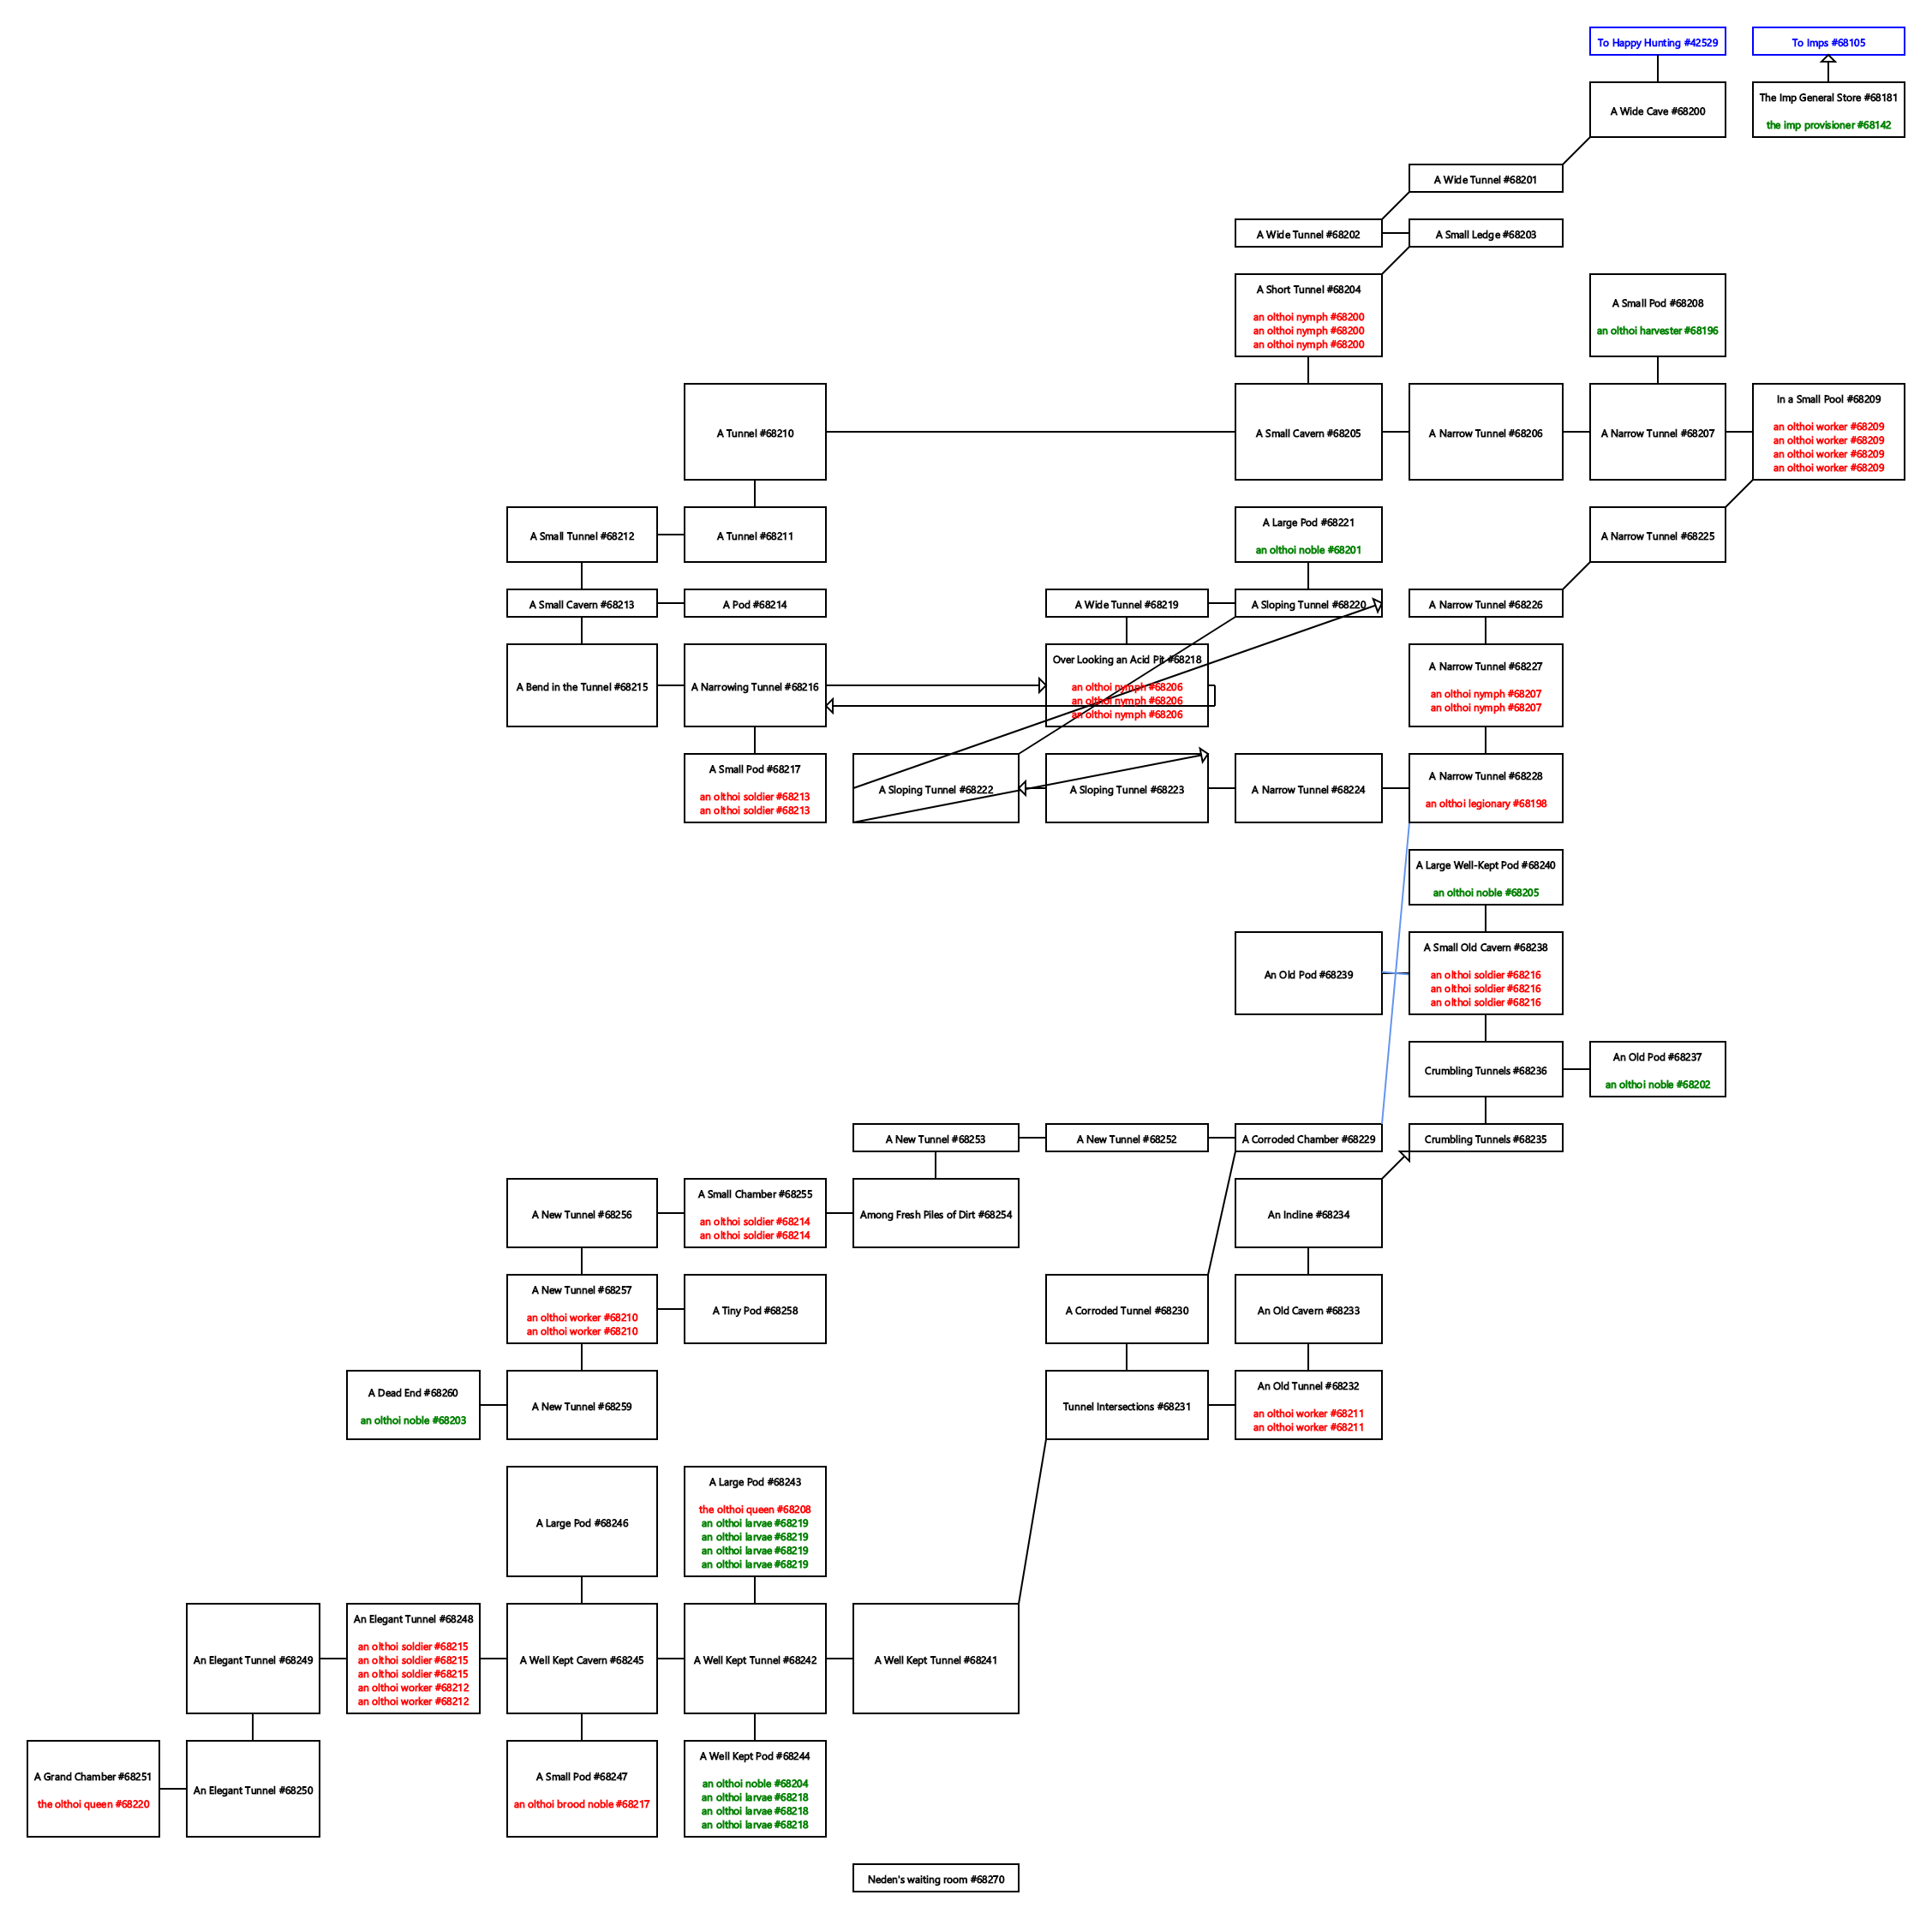 To Happy Hunting #42529
To Imps #68105
A Wide Cave #68200
The Imp General Store #68181
the imp provisioner #68142
A Wide Tunnel #68201
A Wide Tunnel #68202
A Small Ledge #68203
A Short Tunnel #68204
an olthoi nymph #68200
an olthoi nymph #68200
an olthoi nymph #68200
A Small Pod #68208
an olthoi harvester #68196
A Tunnel #68210
A Small Cavern #68205
A Narrow Tunnel #68206
A Narrow Tunnel #68207
In a Small Pool #68209
an olthoi worker #68209
an olthoi worker #68209
an olthoi worker #68209
an olthoi worker #68209
A Small Tunnel #68212
A Tunnel #68211
A Large Pod #68221
an olthoi noble #68201
A Narrow Tunnel #68225
A Small Cavern #68213
A Pod #68214
A Wide Tunnel #68219
A Sloping Tunnel #68220
A Narrow Tunnel #68226
A Bend in the Tunnel #68215
A Narrowing Tunnel #68216
Over Looking an Acid Pit #68218
an olthoi nymph #68206
an olthoi nymph #68206
an olthoi nymph #68206
A Narrow Tunnel #68227
an olthoi nymph #68207
an olthoi nymph #68207
A Small Pod #68217
an olthoi soldier #68213
an olthoi soldier #68213
A Sloping Tunnel #68222
A Sloping Tunnel #68223
A Narrow Tunnel #68224
A Narrow Tunnel #68228
an olthoi legionary #68198
A Large Well-Kept Pod #68240
an olthoi noble #68205
An Old Pod #68239
A Small Old Cavern #68238
an olthoi soldier #68216
an olthoi soldier #68216
an olthoi soldier #68216
Crumbling Tunnels #68236
An Old Pod #68237
an olthoi noble #68202
A New Tunnel #68253
A New Tunnel #68252
A Corroded Chamber #68229
Crumbling Tunnels #68235
A New Tunnel #68256
A Small Chamber #68255
an olthoi soldier #68214
an olthoi soldier #68214
Among Fresh Piles of Dirt #68254
An Incline #68234
A New Tunnel #68257
an olthoi worker #68210
an olthoi worker #68210
A Tiny Pod #68258
A Corroded Tunnel #68230
An Old Cavern #68233
A Dead End #68260
an olthoi noble #68203
A New Tunnel #68259
Tunnel Intersections #68231
An Old Tunnel #68232
an olthoi worker #68211
an olthoi worker #68211
A Large Pod #68246
A Large Pod #68243
the olthoi queen #68208
an olthoi larvae #68219
an olthoi larvae #68219
an olthoi larvae #68219
an olthoi larvae #68219
An Elegant Tunnel #68249
An Elegant Tunnel #68248
an olthoi soldier #68215
an olthoi soldier #68215
an olthoi soldier #68215
an olthoi worker #68212
an olthoi worker #68212
A Well Kept Cavern #68245
A Well Kept Tunnel #68242
A Well Kept Tunnel #68241
A Grand Chamber #68251
the olthoi queen #68220
An Elegant Tunnel #68250
A Small Pod #68247
an olthoi brood noble #68217
A Well Kept Pod #68244
an olthoi noble #68204
an olthoi larvae #68218
an olthoi larvae #68218
an olthoi larvae #68218
Neden's waiting room #68270